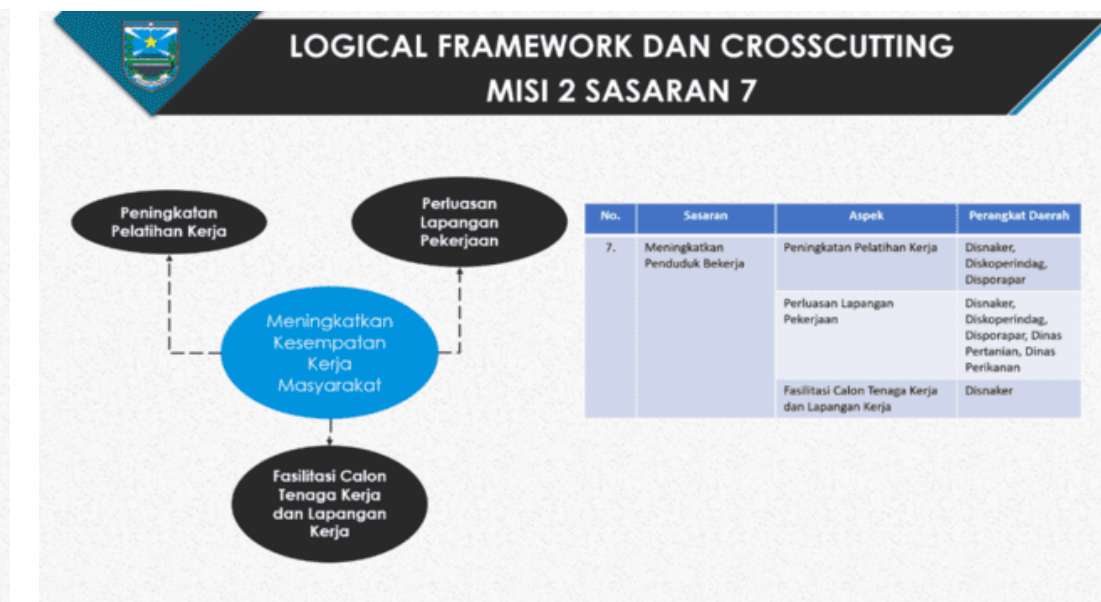 LOGICAL FRAMEWORK DAN CROSSCUTTING
MISI 2 SASARAN 7
Peningkatan
Pelatihan Kerja
Perluasan
Lapangan
Pekerjaan
Meningkatkan
Kesempatan
Kerja
Masyarakat
Fasilitasi Calon
Tenaga Kerja
dan Lapangan
Kerja
No. Sasaran Aspek Perangkat Daerah
7. Meningkatkan Peningkatan Pelatihan Kerja Disnaker,
Penduduk Bekerja Diskoperindag,
Disporapar
Perluasan Lapangan Disnaker,
Pekerjaan Diskoperindag,
Disporapar, Dinas
Pertanian, Dinas
Perikanan
Fasilitasi Calon Tenaga Kerja Disnaker
dan Lapangan Kerja